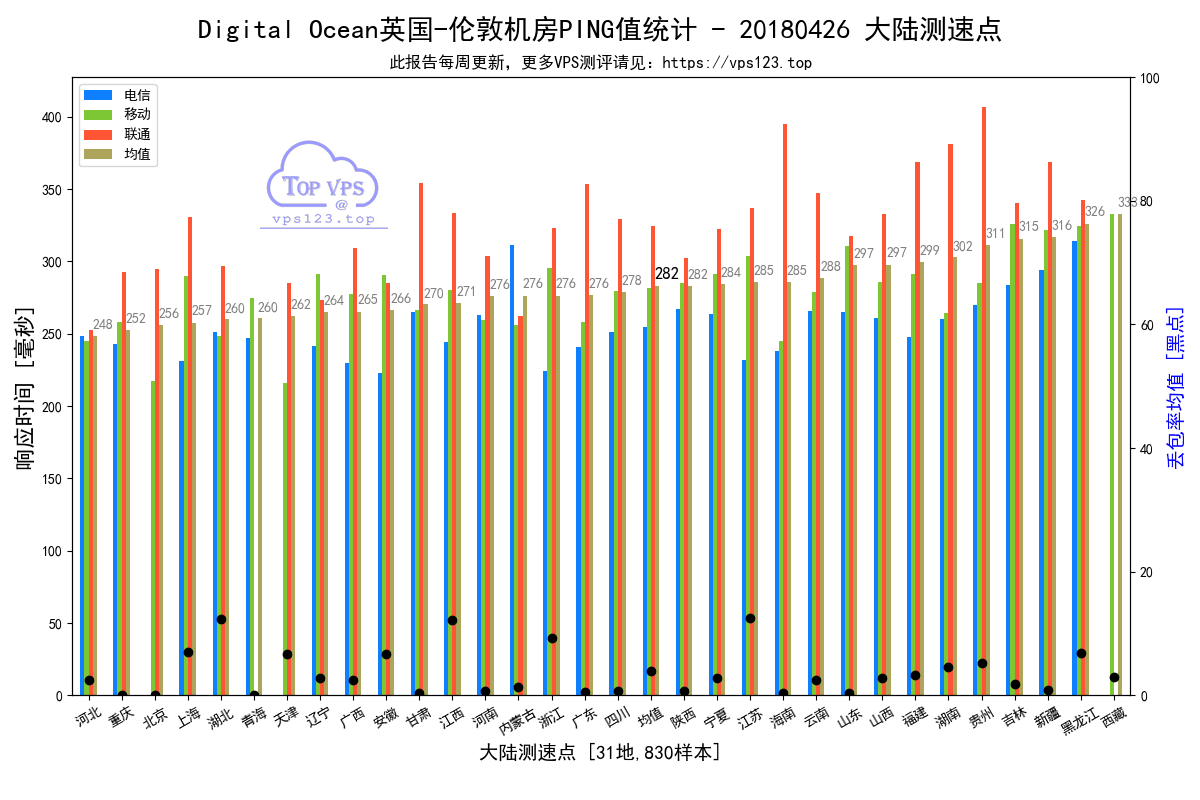 Digital Ocean英国-伦敦机房PING值统计 - 20180426 大陆测速点
此报告每周更新，更多VPS测评请见：https://vps123.top
电信
移动
联通
均值
TOP VPS
@
vps123.top
响应时间 [毫秒]
400
350
300
250
200
150
100
50
0
248 252 256 257 260 260 262 264 265 266 270 271 276 276 276 276 278 282 282 284 285 285 288 297 297 299 302 311 315 316 326
100
80
60
40
20
0
丢包率均值 [黑点]
河北 重庆 北京 上海 湖北 青海 天津 辽宁 广西 安徽 甘肃 江西 河南 内蒙古 浙江 广东 四川 均值 陕西 宁夏 江苏 海南 云南 山东 山西 福建 湖南 贵州 吉林 新疆 黑龙江 西藏
大陆测速点 [31地,830样本]